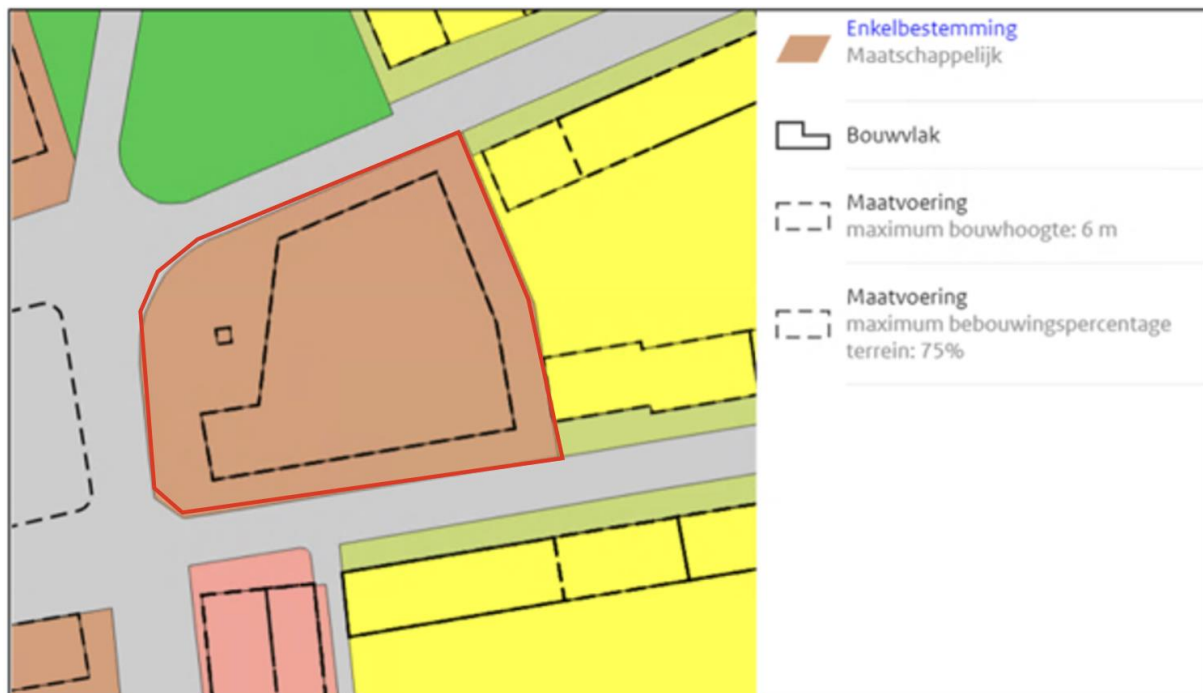 Enkelbestemming
Maatschappelijk
Bouwvlak
Maatvoering
maximum bouwhoogte: 6 m
Maatvoering
maximum bebouwingspercentage
terrein: 75%